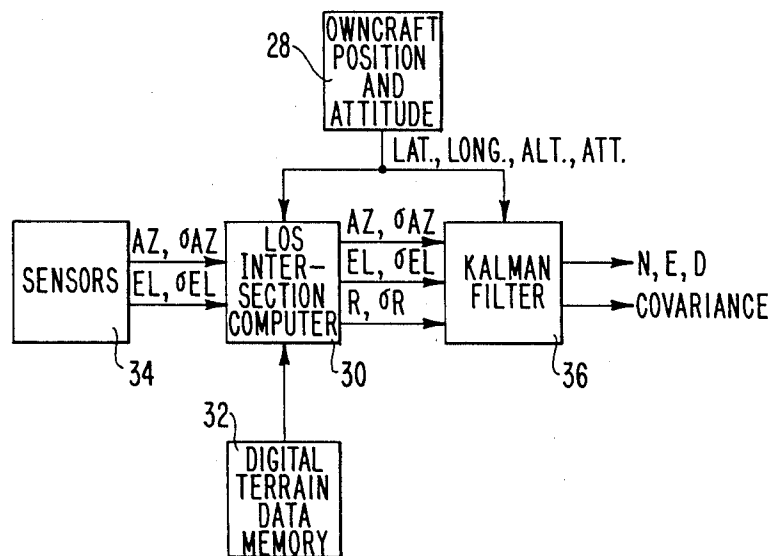 OWNCRAFT
POSITION
AND
ATTITUDE
28
LAT., LONG., ALT., ATT.
SENSORS
34
AZ, σAZ
EL, σEL
LOS
INTER-
SECTION
COMPUTER
30
AZ, σAZ
EL, σEL
R, σR
KALMAN
FILTER
36
N, E, D
COVARIANCE
32
DIGITAL
TERRAIN
DATA
MEMORY